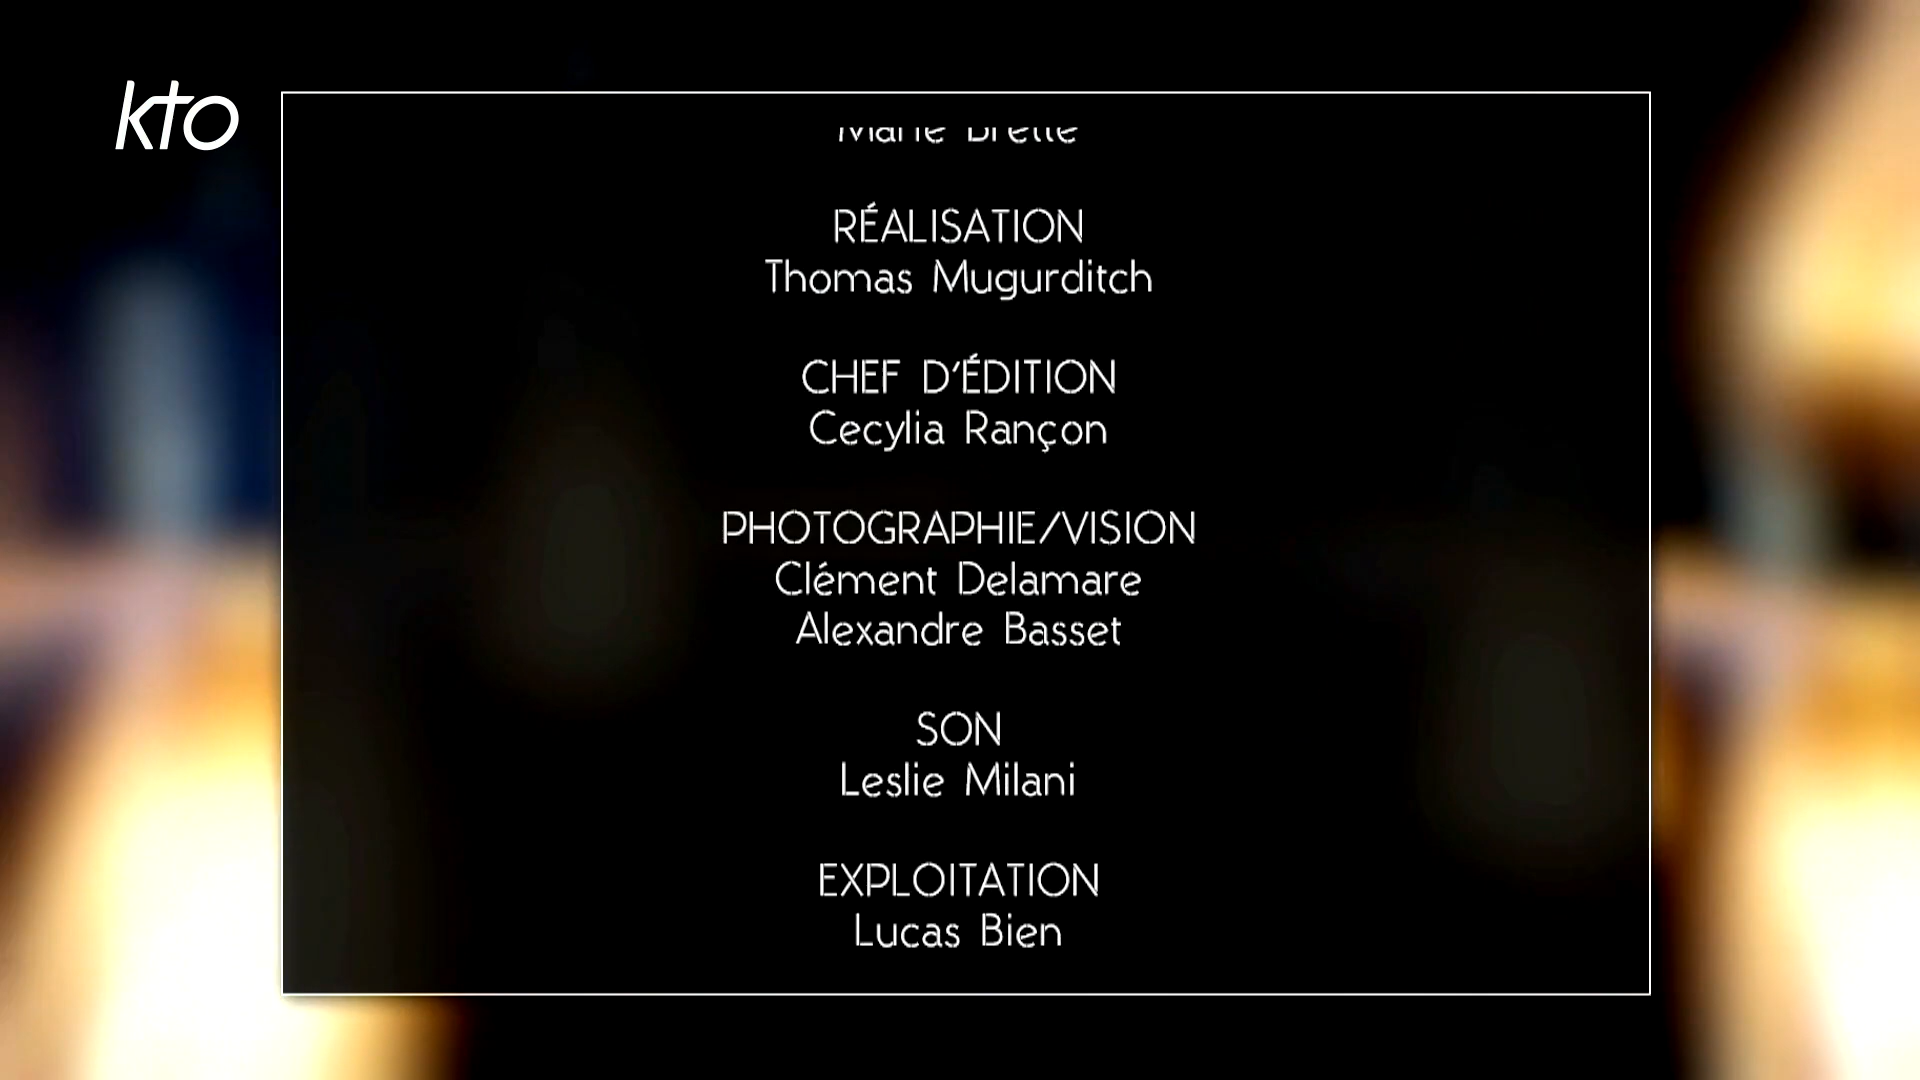 kto
RÉALISATION
Thomas Mugurditch
CHEF D'ÉDITION
Cecylia Rançon
PHOTOGRAPHIE/VISION
Clément Delamare
Alexandre Basset
SON
Leslie Milani
EXPLOITATION
Lucas Bien